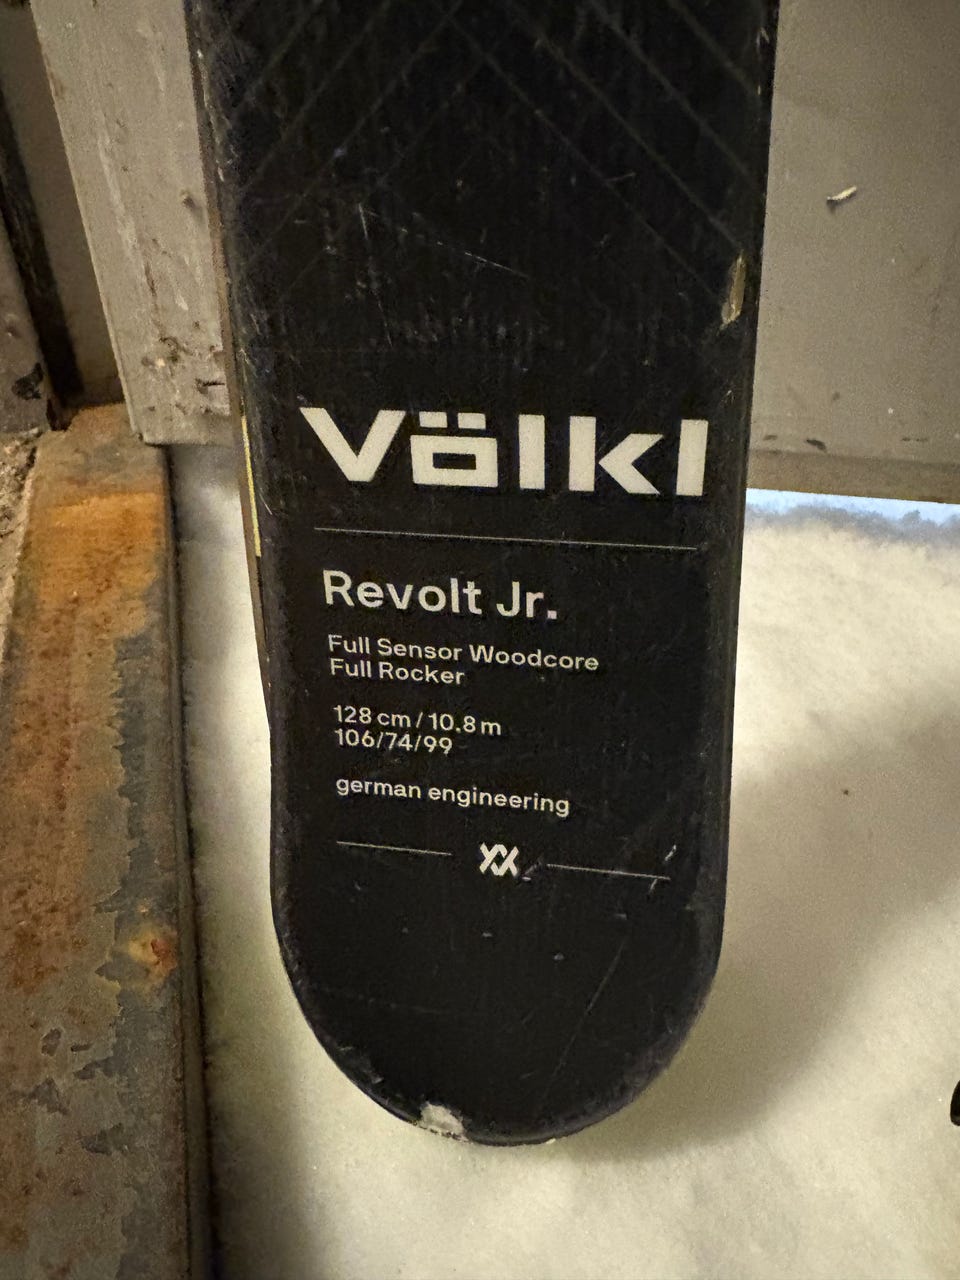 Völkl
Revolt Jr.
Full Sensor Woodcore
Full Rocker
128 cm / 10.8 m
106/74/99
german engineering